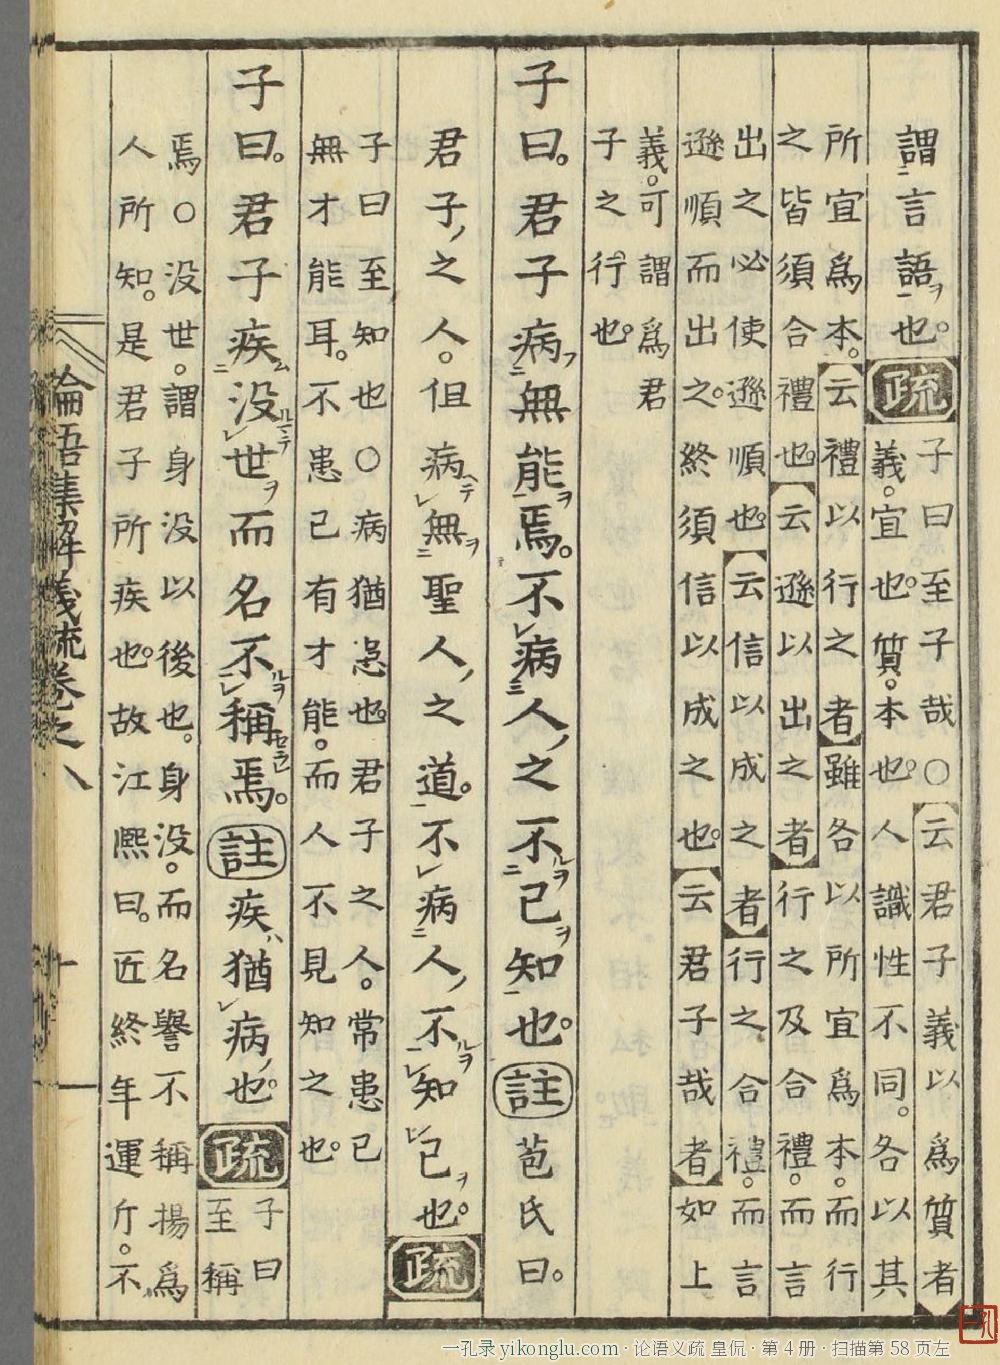 謂言語也。疏
子曰至子哉○云君子義以爲質者
義。宜也。質。本也。人識性不同。各以其
所宜爲本。云禮以行之者雖各以所宜爲本。而行
之皆須合禮也。云遜以出之者行之及合禮。而言
出之必使遜順也。云信以成之者行之合禮。而言
遜順而出之。終須信以成之也。云君子哉者如上
義。可謂爲君
子之行也。
子曰。君子病無能焉。不病人之不己知也。註苞氏曰。
君子之人。但病無聖人之道。不病人不知己也。疏
子曰至知也○病猶患也。君子之人。常患己
無才能耳。不患己有才能。而人不見知之也。
子曰。君子疾没世而名不稱焉。註疾猶病也。疏
子曰
至稱
焉。○没世。謂身没以後也。身没。而名譽不稱揚爲
人所知。是君子所疾也。故江熙曰。匠終年運斤。不
論語集解義疏卷之八
十
一孔录 yikonglu.com · 论语义疏 皇侃 · 第 4 册 · 扫描第 58 页左